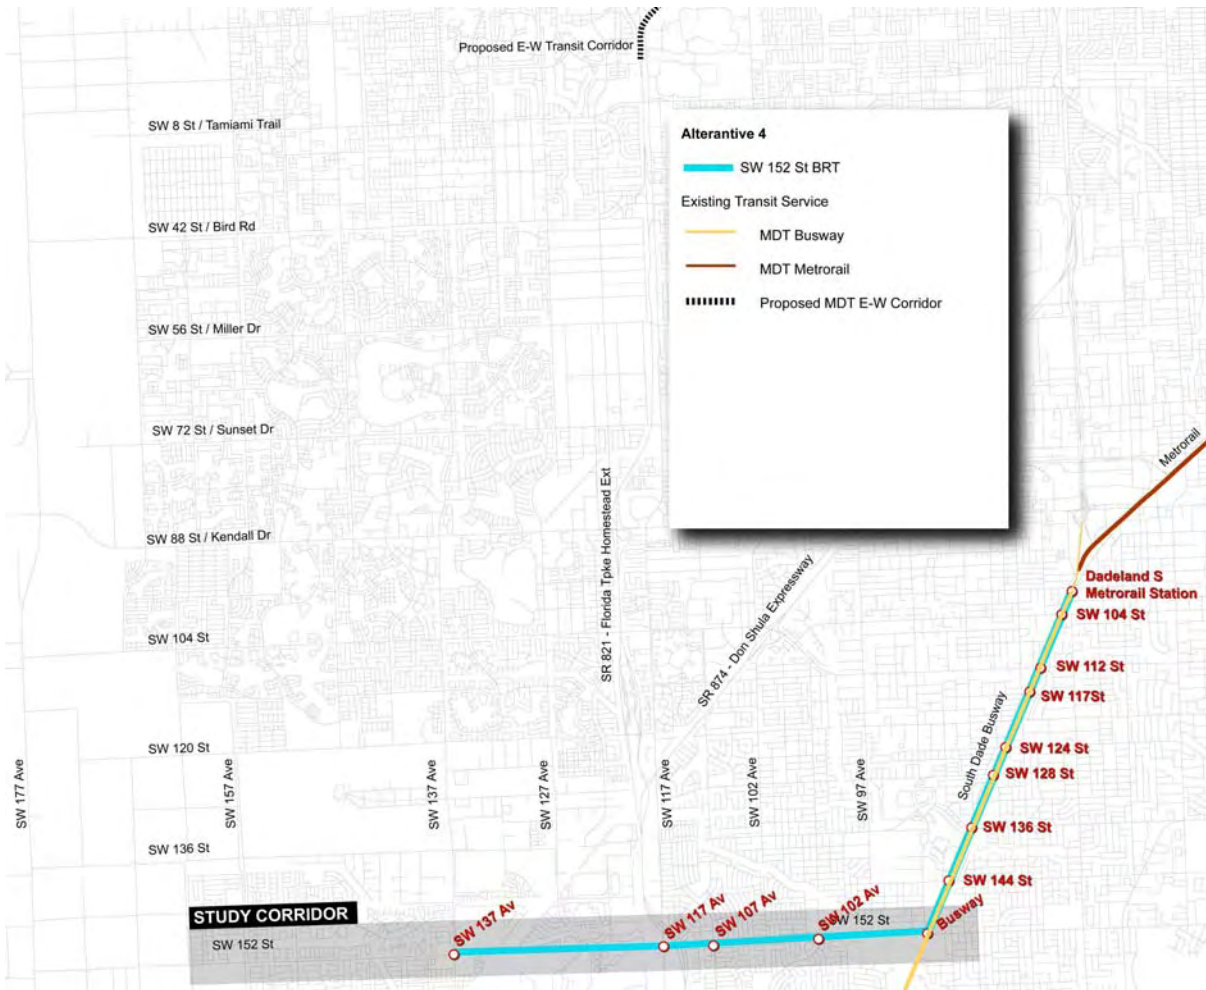 Proposed E-W Transit Corridor
SW 8 St / Tamiami Trail
Alterantive 4
SW 152 St BRT
Existing Transit Service
MDT Busway
MDT Metrorail
Proposed MDT E-W Corridor
SW 42 St / Bird Rd
SW 56 St / Miller Dr
SW 72 St / Sunset Dr
SW 88 St / Kendall Dr
SW 104 St
SW 120 St
SW 136 St
SR 821 - Florida Tpke Homestead Ext
SR 874 - Don Shula Expressway
Metrorail
Dadeland S
Metrorail Station
SW 104 St
SW 112 St
SW 117St
SW 124 St
SW 128 St
SW 136 St
SW 144 St
South Dade Busway
SW 177 Ave
SW 157 Ave
SW 137 Ave
SW 127 Ave
SW 117 Ave
SW 102 Ave
SW 97 Ave
STUDY CORRIDOR
SW 152 St
SW 137 Av
SW 117 Av
SW 107 Av
SW 102 Av
SW 152 St
Busway